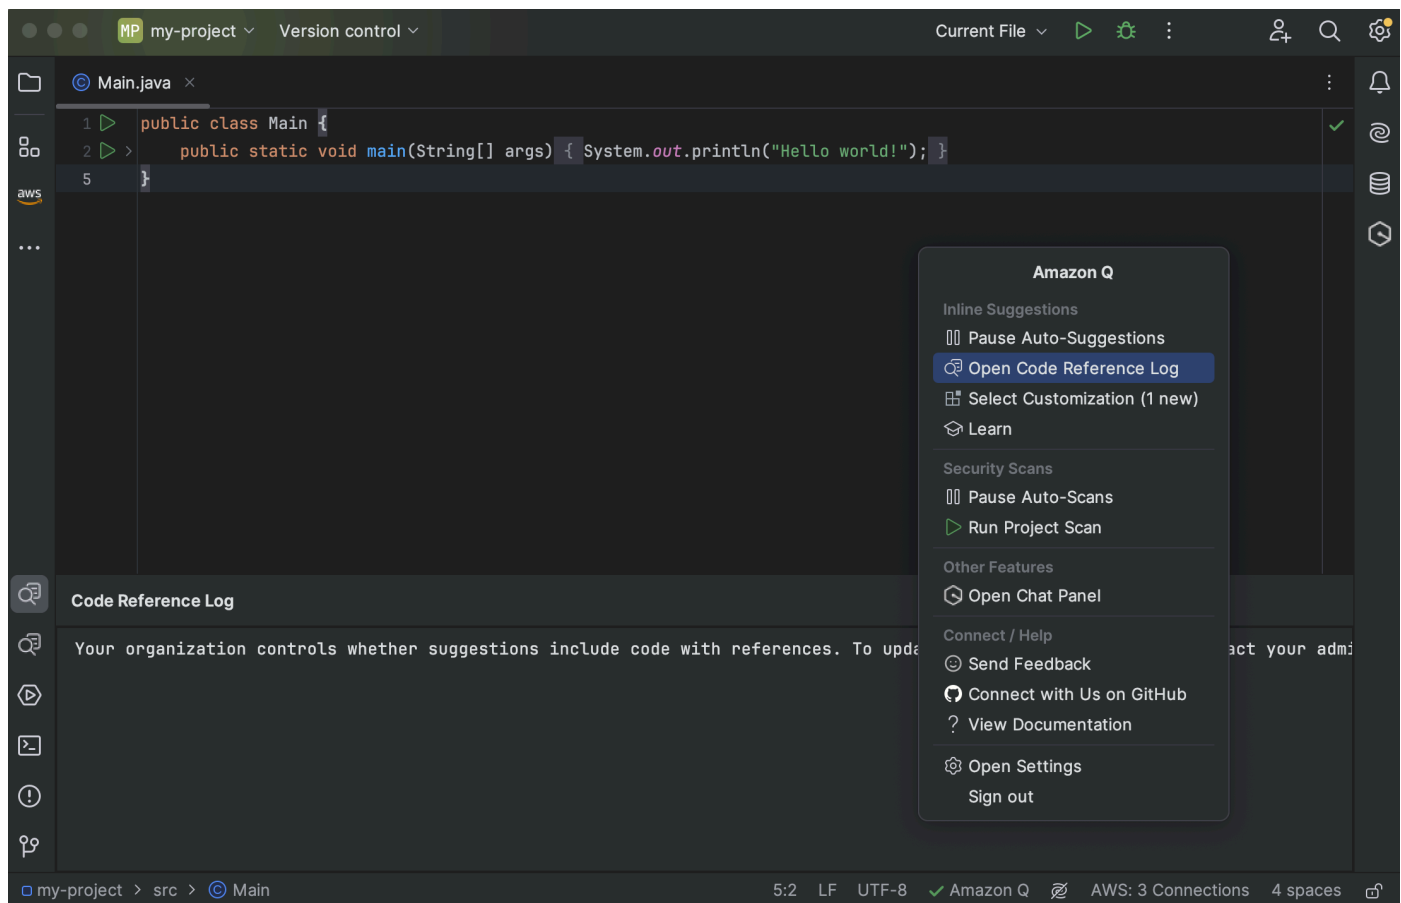 MP my-project Version control Current File
Main.java
1 public class Main {
2 public static void main(String[] args) { System.out.println("Hello world!"); }
5 }
aws
Amazon Q
Inline Suggestions
Pause Auto-Suggestions
Open Code Reference Log
Select Customization (1 new)
Learn
Security Scans
Pause Auto-Scans
Run Project Scan
Other Features
Open Chat Panel
Connect / Help
Send Feedback
Connect with Us on GitHub
View Documentation
Open Settings
Sign out
Code Reference Log
Your organization controls whether suggestions include code with references. To upda act your admi
my-project > src > Main 5:2 LF UTF-8 Amazon Q AWS: 3 Connections 4 spaces